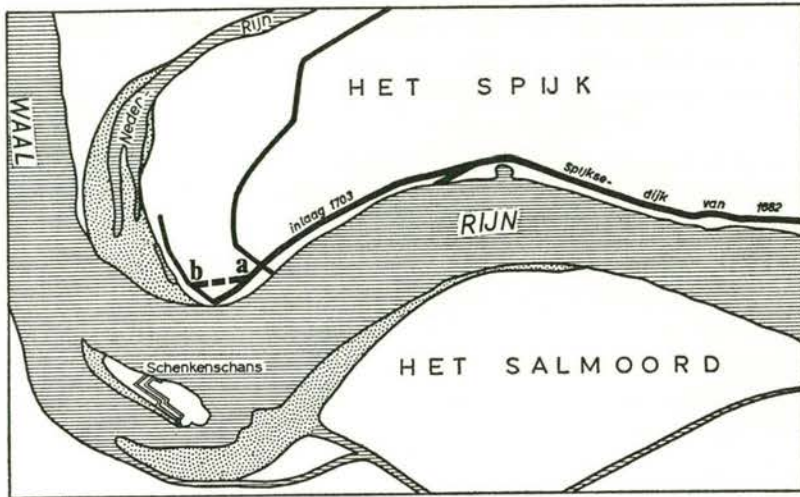 Rijn
WAAL
Neder-
HET SPIJK
Spijkse-
dijk van 1682
inlaag 1703
RIJN
b a
Schenkenschans
HET SALMOORD